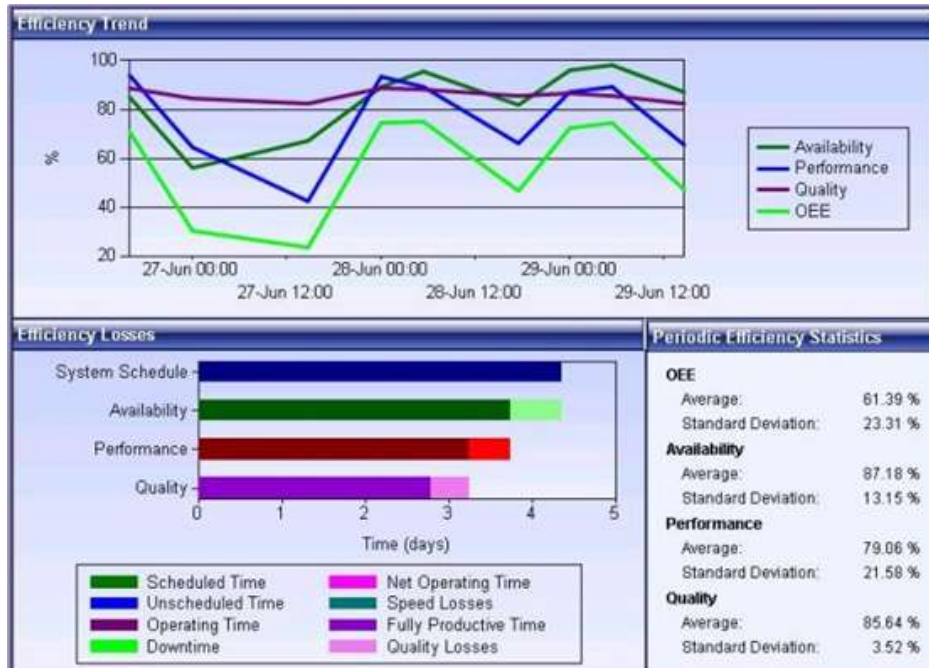 Efficiency Trend
100
80
60
40
20
%
27-Jun 00:00
28-Jun 00:00
29-Jun 00:00
27-Jun 12:00
28-Jun 12:00
29-Jun 12:00
Availability
Performance
Quality
OEE
Efficiency Losses
System Schedule
Availability
Performance
Quality
0 1 2 3 4 5
Time (days)
Scheduled Time
Unscheduled Time
Operating Time
Downtime
Net Operating Time
Speed Losses
Fully Productive Time
Quality Losses
Periodic Efficiency Statistics
OEE
Average: 61.39 %
Standard Deviation: 23.31 %
Availability
Average: 87.18 %
Standard Deviation: 13.15 %
Performance
Average: 79.06 %
Standard Deviation: 21.58 %
Quality
Average: 85.64 %
Standard Deviation: 3.52 %